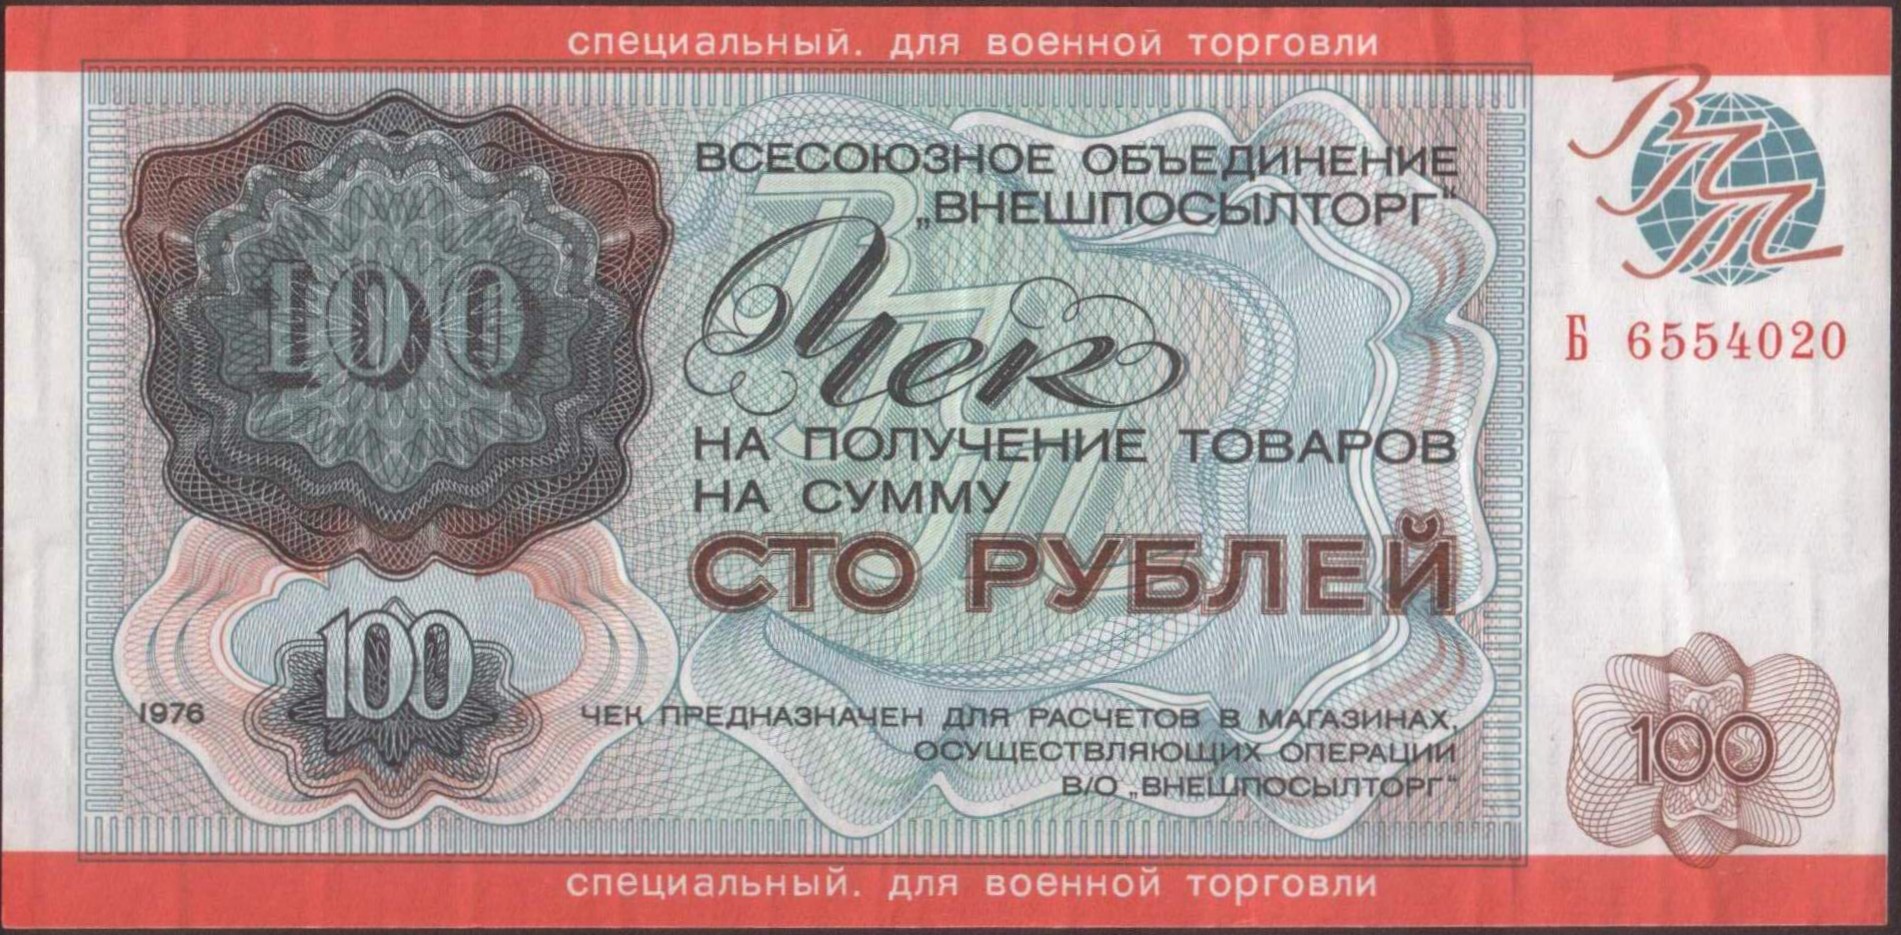 специальный. для военной торговли
ВСЕСОЮЗНОЕ ОБЪЕДИНЕНИЕ
„ВНЕШПОСЫЛТОРГ“
ВПТ
Чек
100
Б 6554020
НА ПОЛУЧЕНИЕ ТОВАРОВ
НА СУММУ
СТО РУБЛЕЙ
100
1976
ЧЕК ПРЕДНАЗНАЧЕН ДЛЯ РАСЧЕТОВ В МАГАЗИНАХ,
ОСУЩЕСТВЛЯЮЩИХ ОПЕРАЦИИ
В/О „ВНЕШПОСЫЛТОРГ“
100
специальный. для военной торговли